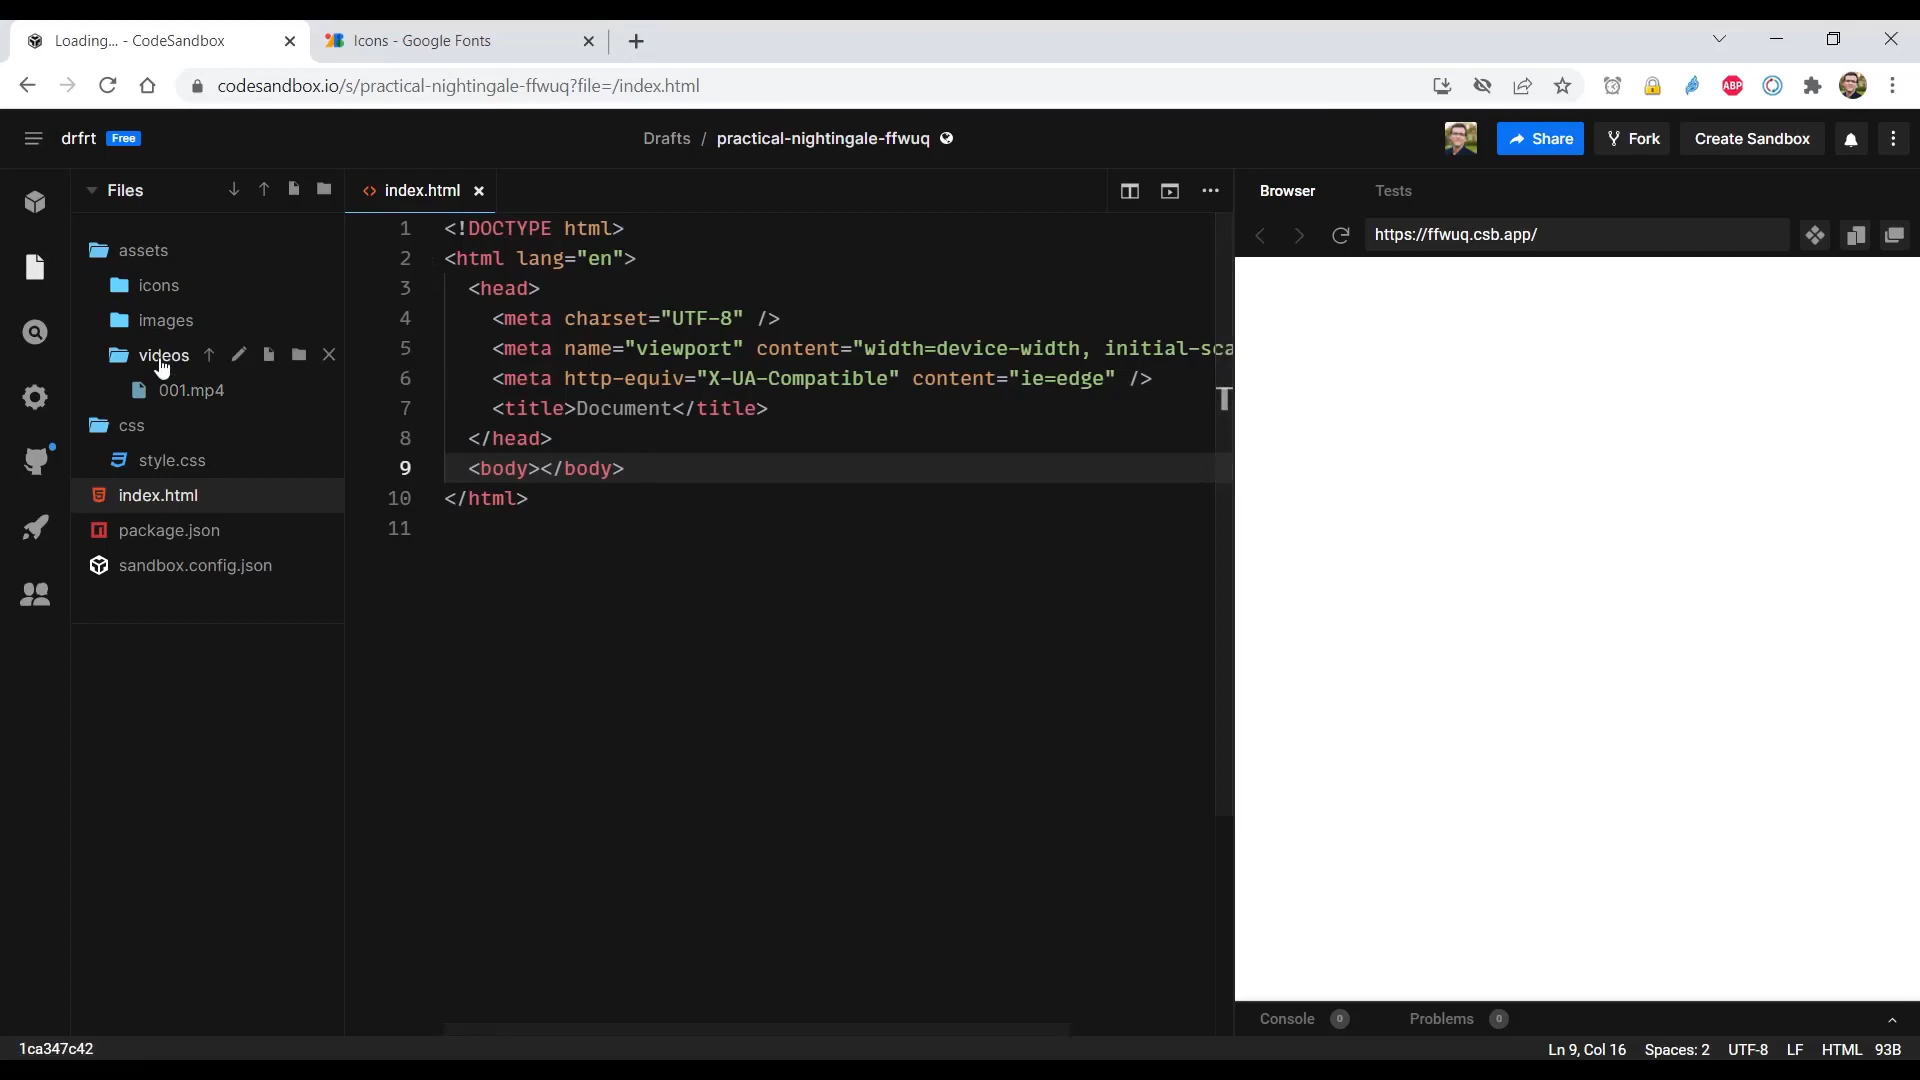 Loading... - CodeSandbox
Icons - Google Fonts
codesandbox.io/s/practical-nightingale-ffwuq?file=/index.html
ABP
drfrt Free
Drafts / practical-nightingale-ffwuq
Share
Fork
Create Sandbox
Files
index.html
Browser
Tests
https://ffwuq.csb.app/
assets
icons
images
videos
001.mp4
css
style.css
index.html
package.json
sandbox.config.json
1 <!DOCTYPE html>
2 <html lang="en">
3 <head>
4 <meta charset="UTF-8" />
5 <meta name="viewport" content="width=device-width, initial-sca
6 <meta http-equiv="X-UA-Compatible" content="ie=edge" />
7 <title>Document</title>
8 </head>
9 <body></body>
10 </html>
11
T
Console 0
Problems 0
1ca347c42
Ln 9, Col 16 Spaces: 2 UTF-8 LF HTML 93B